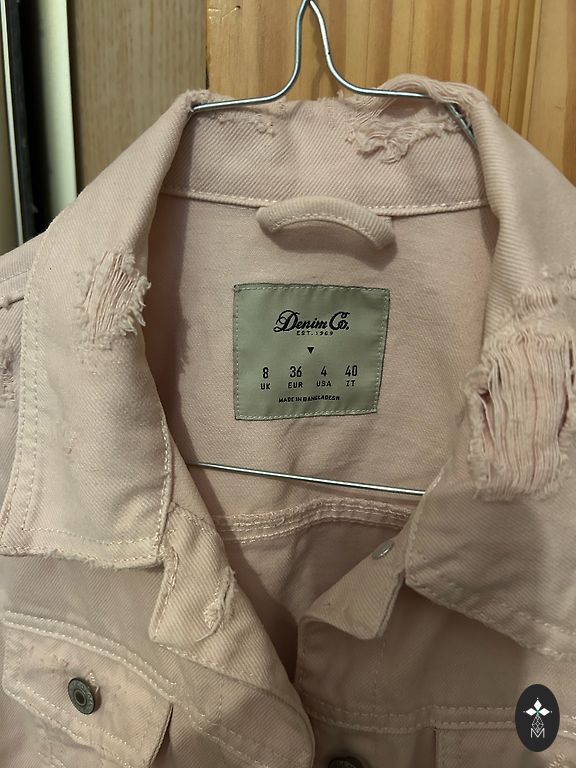 Denim Co.
EST. 1969
8 36 4 40
UK EUR USA IT
MADE IN BANGLADESH
M